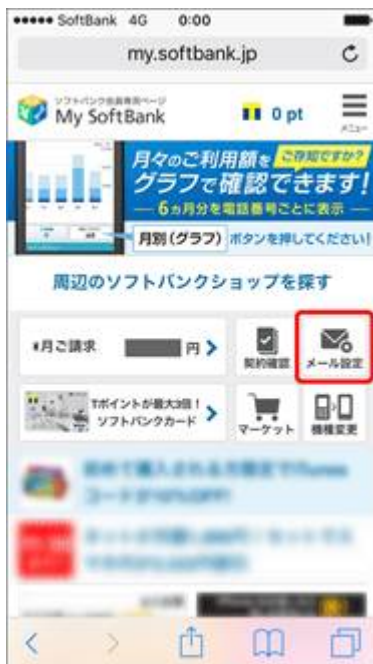 SoftBank 4G 0:00
my.softbank.jp
ソフトバンク会員専用ページ
My SoftBank
0 pt
メニュー
月々のご利用額を ご存知ですか?
グラフで確認できます!
6ヵ月分を電話番号ごとに表示
月別(グラフ) ボタンを押してください!
周辺のソフトバンクショップを探す
月ご請求 円
契約確認
メール設定
Tポイントが最大3倍!
ソフトバンクカード
マーケット
機種変更